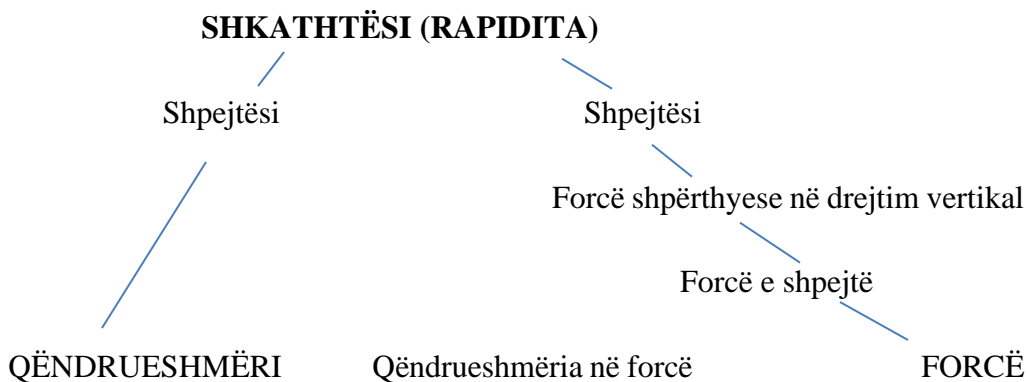 SHKATHTËSI (RAPIDITA)
Shpejtësi Shpejtësi
Forcë shpërthyese në drejtim vertikal
Forcë e shpejtë
QËNDRUESHMËRI Qëndrueshmëria në forcë FORCË